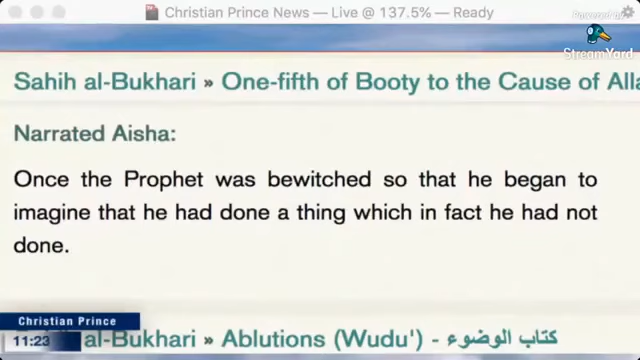 Christian Prince News — Live @ 137.5% — Ready
Powered by
StreamYard
Sahih al-Bukhari » One-fifth of Booty to the Cause of Alla
Narrated Aisha:
Once the Prophet was bewitched so that he began to
imagine that he had done a thing which in fact he had not
done.
Christian Prince
11:23
al-Bukhari » Ablutions (Wudu') - كتاب الوضوء